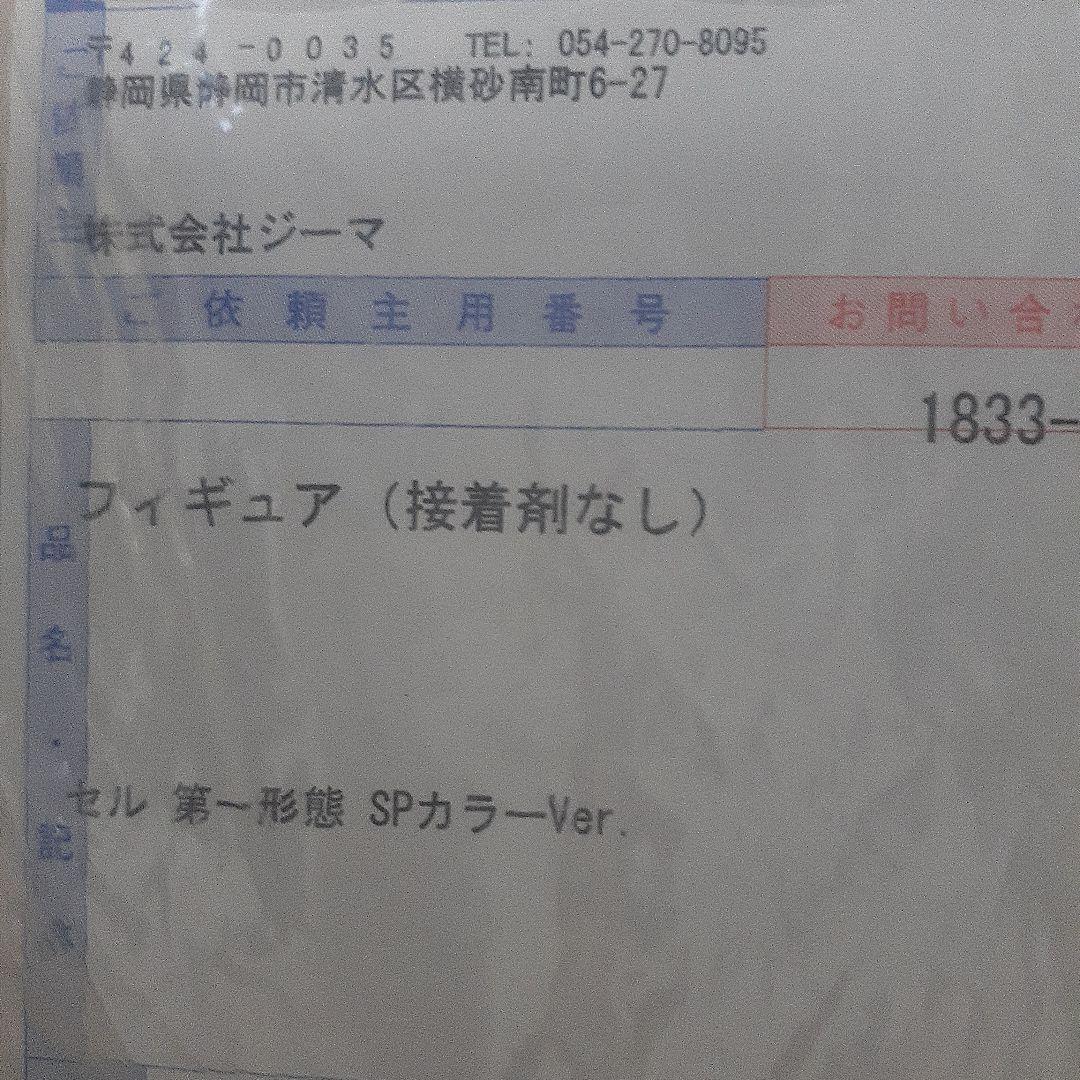 〒424-0035 TEL: 054-270-8095
静岡県静岡市清水区横砂南町6-27
株式会社ジーマ
ご依頼主用番号
お問い合わ
1833-
フィギュア（接着剤なし）
品名・記
セル 第一形態 SPカラーVer.